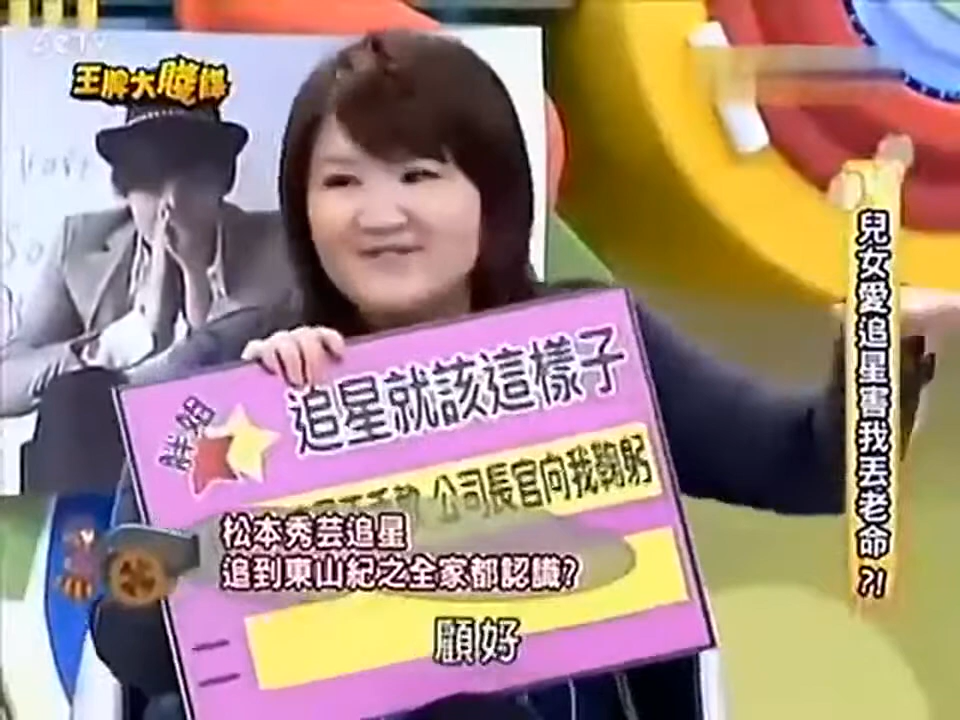 王牌大賤諜
兒女愛追星害我丟老命?!
胖妞
追星就該這樣子
公司長官向我鞠躬
松本秀芸追星
追到東山紀之全家都認識?
顧好